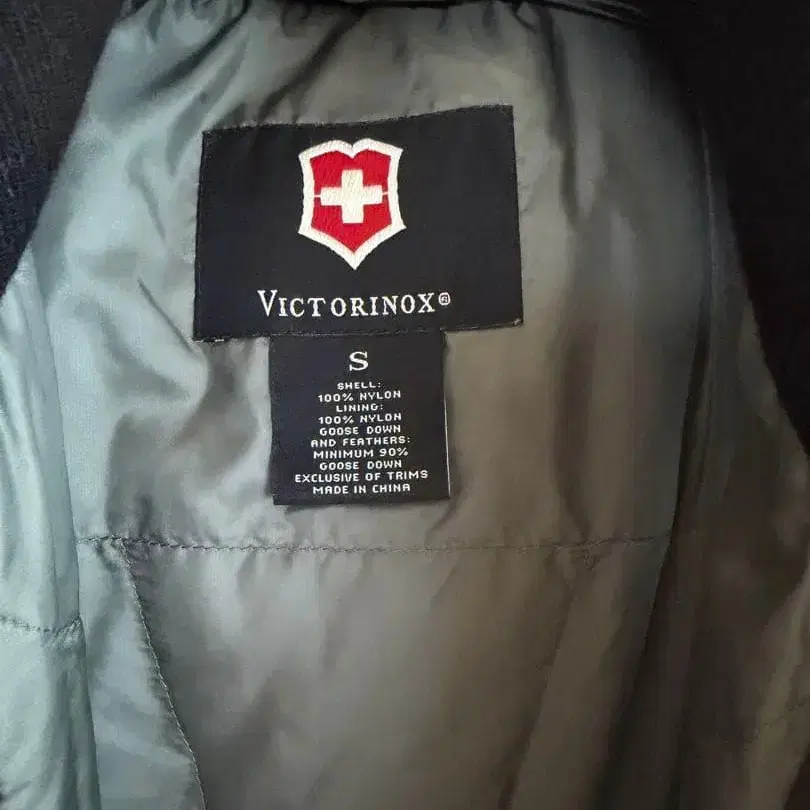 VICTORINOX®
S
SHELL:
100% NYLON
LINING:
100% NYLON
GOOSE DOWN
AND FEATHERS:
MINIMUM 90%
GOOSE DOWN
EXCLUSIVE OF TRIMS
MADE IN CHINA